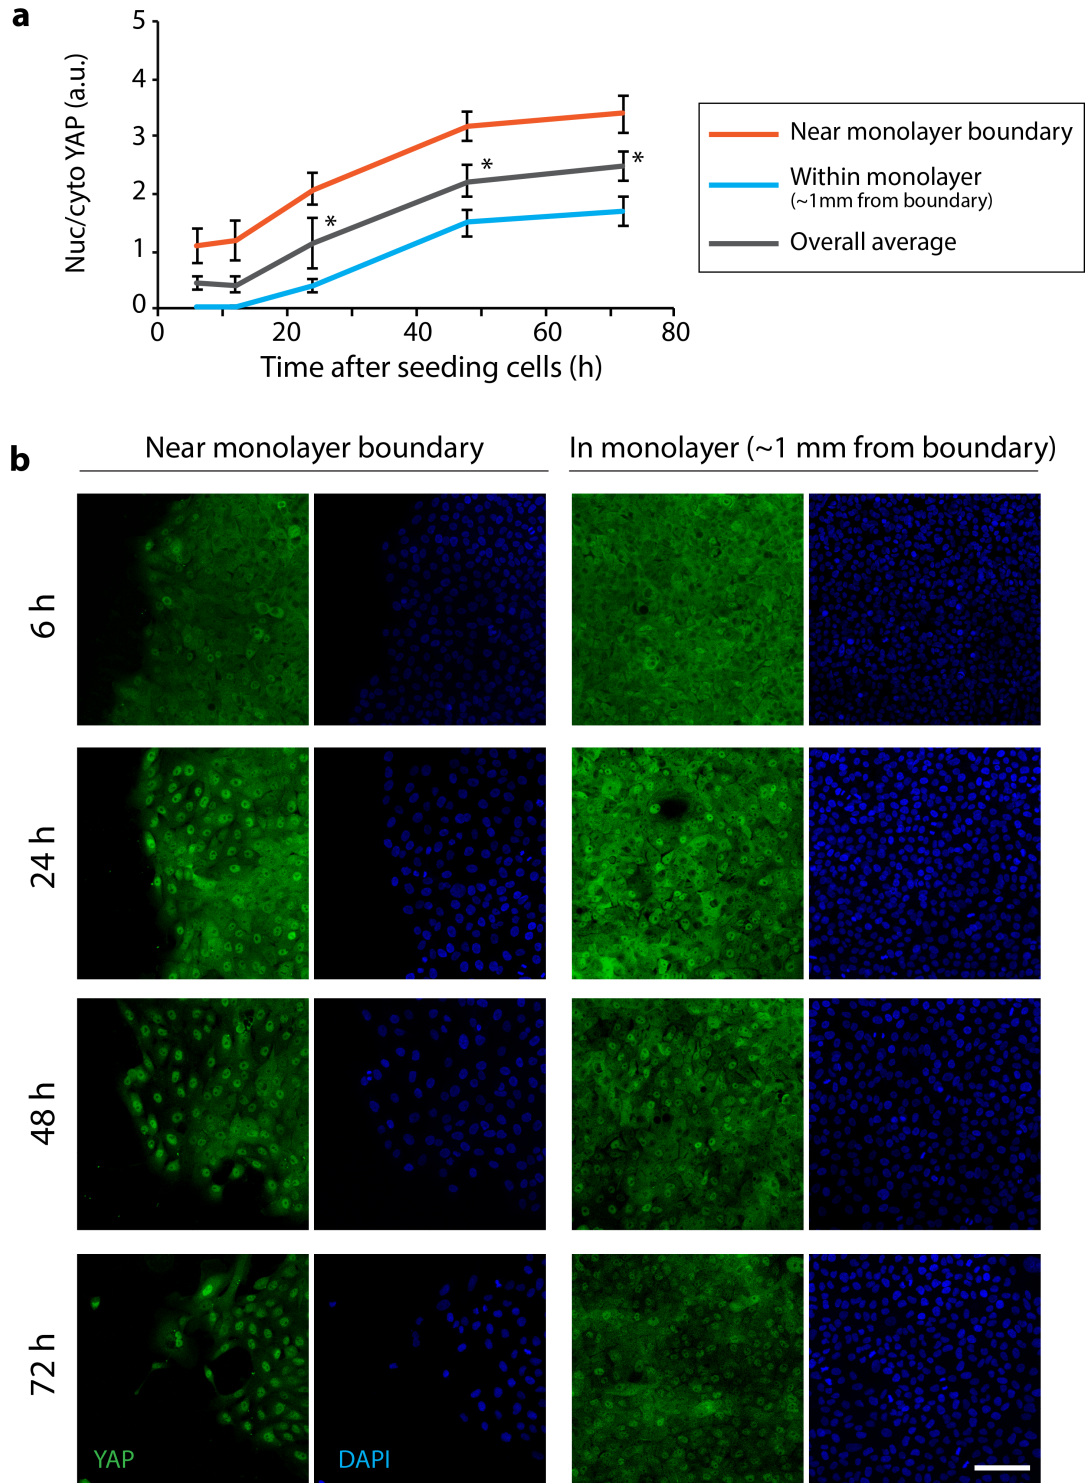 a
Nuc/cyto YAP (a.u.)
5
4
3
2
1
0
* * *
0 20 40 60 80
Time after seeding cells (h)
Near monolayer boundary
Within monolayer
(~1mm from boundary)
Overall average
b
Near monolayer boundary
In monolayer (~1 mm from boundary)
6 h
24 h
48 h
72 h
YAP
DAPI